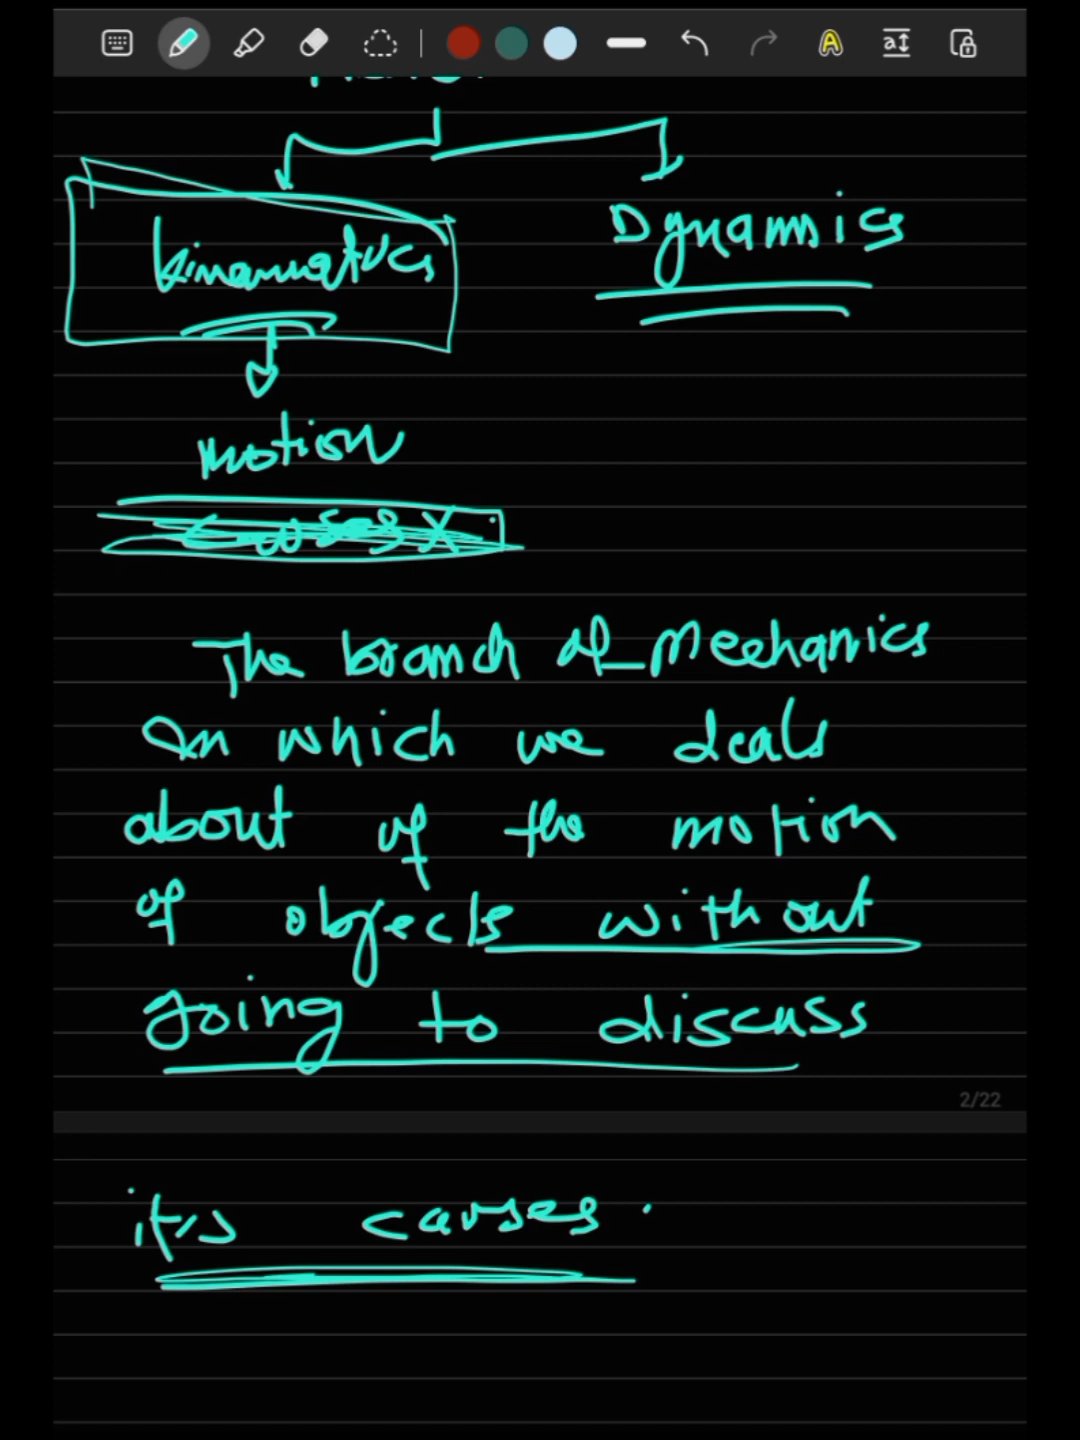 Kinematics
Dynamics
motion
causes X
The branch of Mechanics
in which we deals
about of the motion
of objects without
going to discuss
2/22
it's causes.